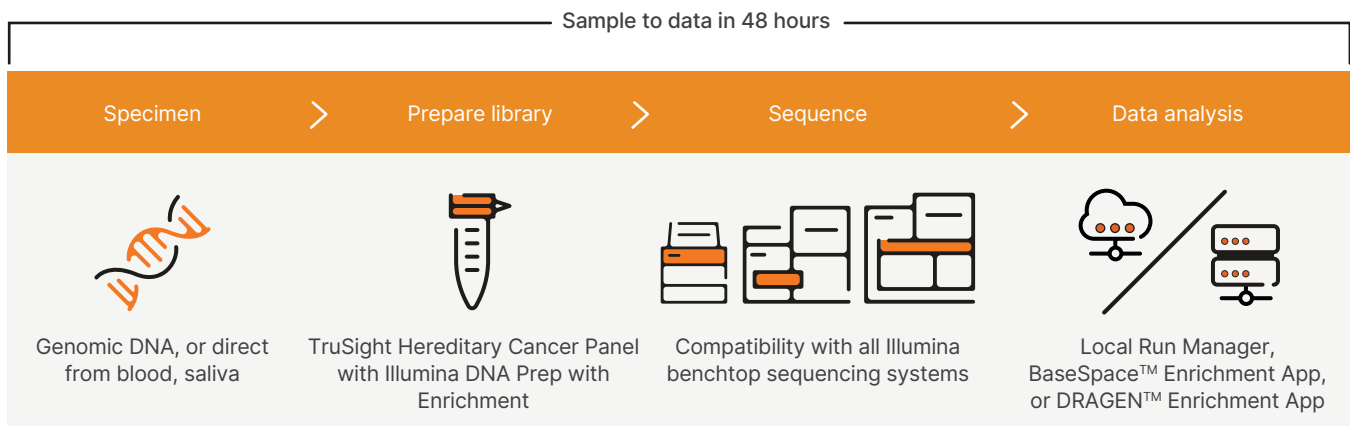 Sample to data in 48 hours
Specimen
Prepare library
Sequence
Data analysis
Genomic DNA, or direct
from blood, saliva
TruSight Hereditary Cancer Panel
with Illumina DNA Prep with
Enrichment
Compatibility with all Illumina
benchtop sequencing systems
Local Run Manager,
BaseSpace™ Enrichment App,
or DRAGEN™ Enrichment App